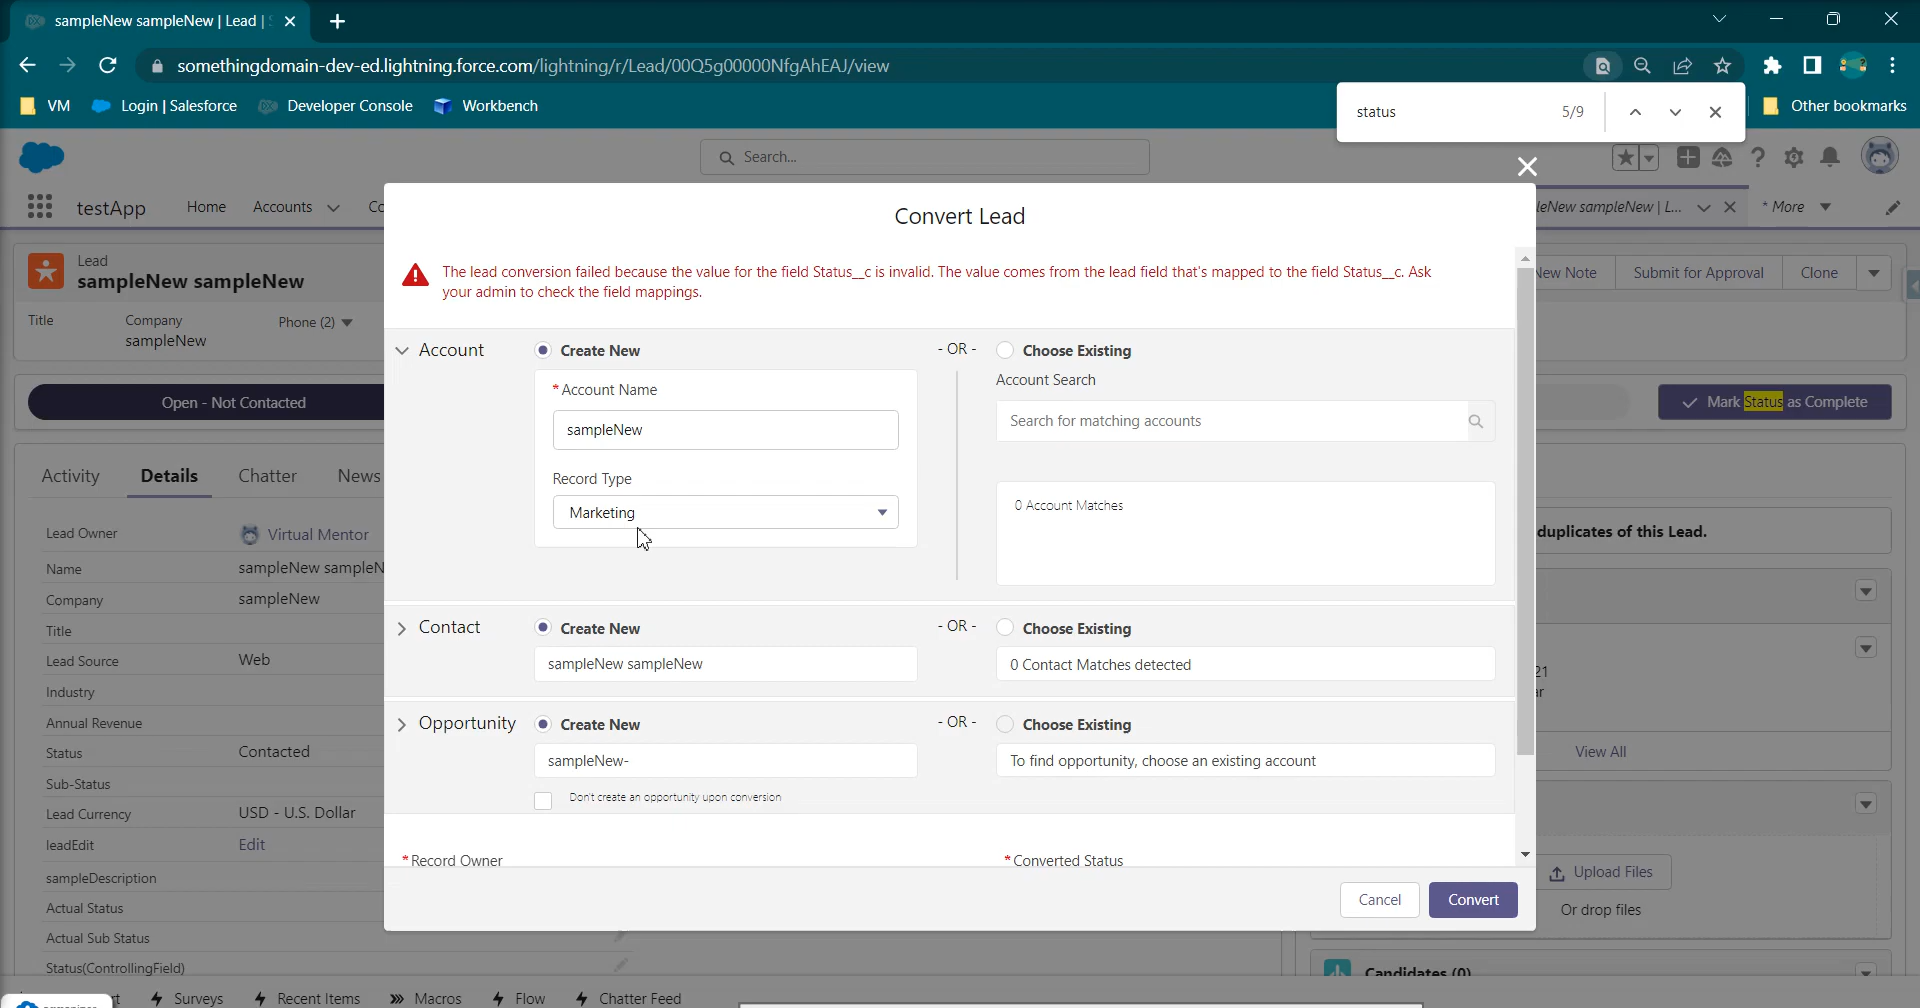 sampleNew sampleNew | Lead |
somethingdomain-dev-ed.lightning.force.com/lightning/r/Lead/00Q5g00000NfgAhEAJ/view
VM
Login | Salesforce
Developer Console
Workbench
Other bookmarks
status
5/9
Search...
testApp
Home
Accounts
leNew sampleNew | L...
* More
Lead
sampleNew sampleNew
Title
Company
sampleNew
Phone (2)
New Note
Submit for Approval
Clone
Open - Not Contacted
Mark Status as Complete
Activity
Details
Chatter
News
Lead Owner
Virtual Mentor
Name
sampleNew sampleN
Company
sampleNew
Title
Lead Source
Web
Industry
Annual Revenue
Status
Contacted
Sub-Status
Lead Currency
USD - U.S. Dollar
leadEdit
Edit
sampleDescription
Actual Status
Actual Sub Status
Status(ControllingField)
Convert Lead
The lead conversion failed because the value for the field Status__c is invalid. The value comes from the lead field that's mapped to the field Status__c. Ask
your admin to check the field mappings.
Account
Create New
- OR -
Choose Existing
* Account Name
sampleNew
Record Type
Marketing
Account Search
Search for matching accounts
0 Account Matches
Contact
Create New
- OR -
Choose Existing
sampleNew sampleNew
0 Contact Matches detected
Opportunity
Create New
- OR -
Choose Existing
sampleNew-
To find opportunity, choose an existing account
Don't create an opportunity upon conversion
* Record Owner
* Converted Status
Cancel
Convert
duplicates of this Lead.
21
View All
Upload Files
Or drop files
Candidates (0)
Surveys
Recent Items
Macros
Flow
Chatter Feed